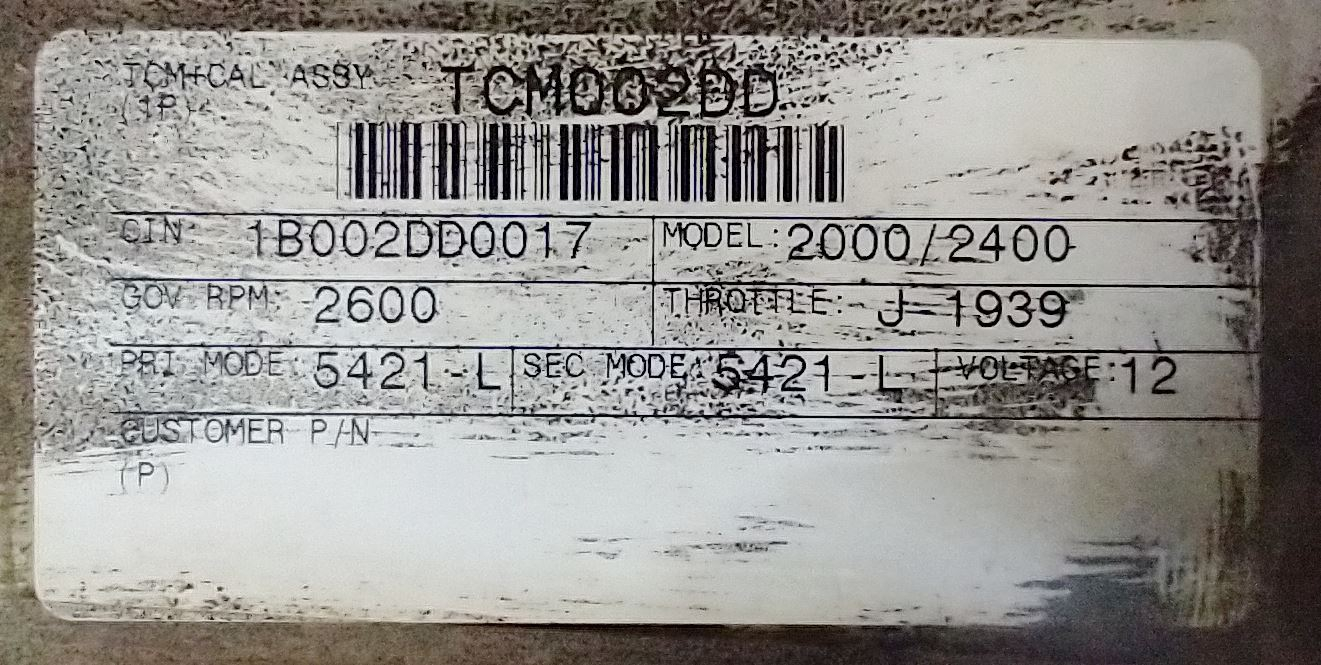 TCM+CAL ASSY TCM002DD
(1P)
CIN: 1B002DD0017 MODEL: 2000/2400
GOV RPM: 2600 THROTTLE: J-1939
PRI MODE: 5421-L SEC MODE: 5421-L VOLTAGE: 12
CUSTOMER P/N
(P)